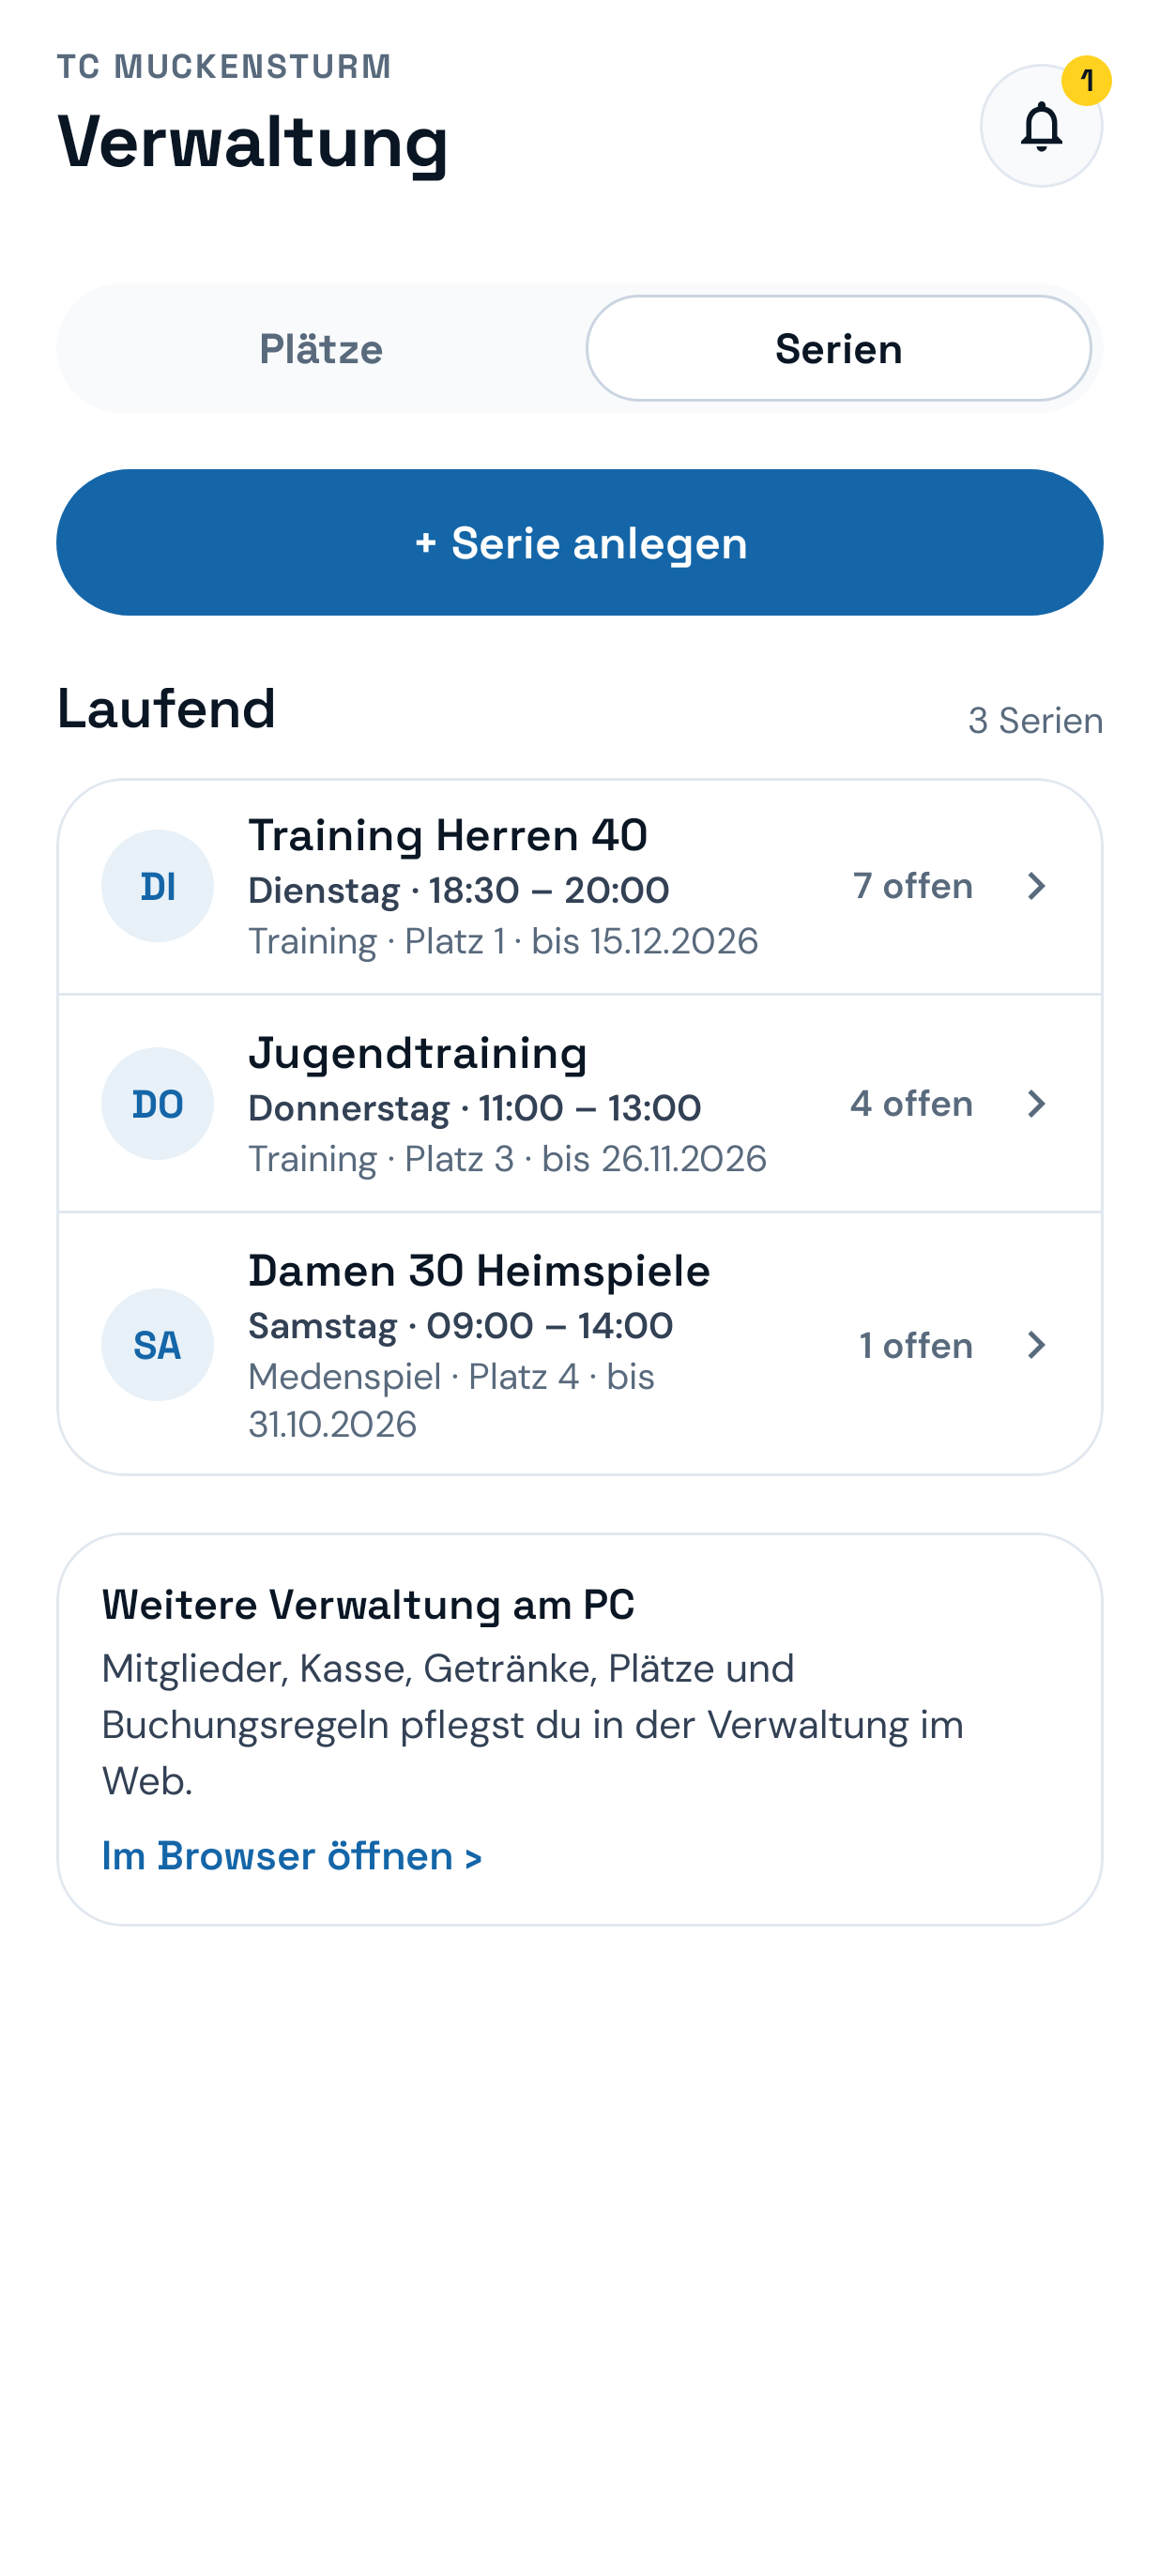 TC MUCKENSTURM
Verwaltung
1
Plätze
Serien
+ Serie anlegen
Laufend
3 Serien
DI
Training Herren 40
Dienstag · 18:30 – 20:00
Training · Platz 1 · bis 15.12.2026
7 offen
DO
Jugendtraining
Donnerstag · 11:00 – 13:00
Training · Platz 3 · bis 26.11.2026
4 offen
SA
Damen 30 Heimspiele
Samstag · 09:00 – 14:00
Medenspiel · Platz 4 · bis
31.10.2026
1 offen
Weitere Verwaltung am PC
Mitglieder, Kasse, Getränke, Plätze und
Buchungsregeln pflegst du in der Verwaltung im
Web.
Im Browser öffnen >